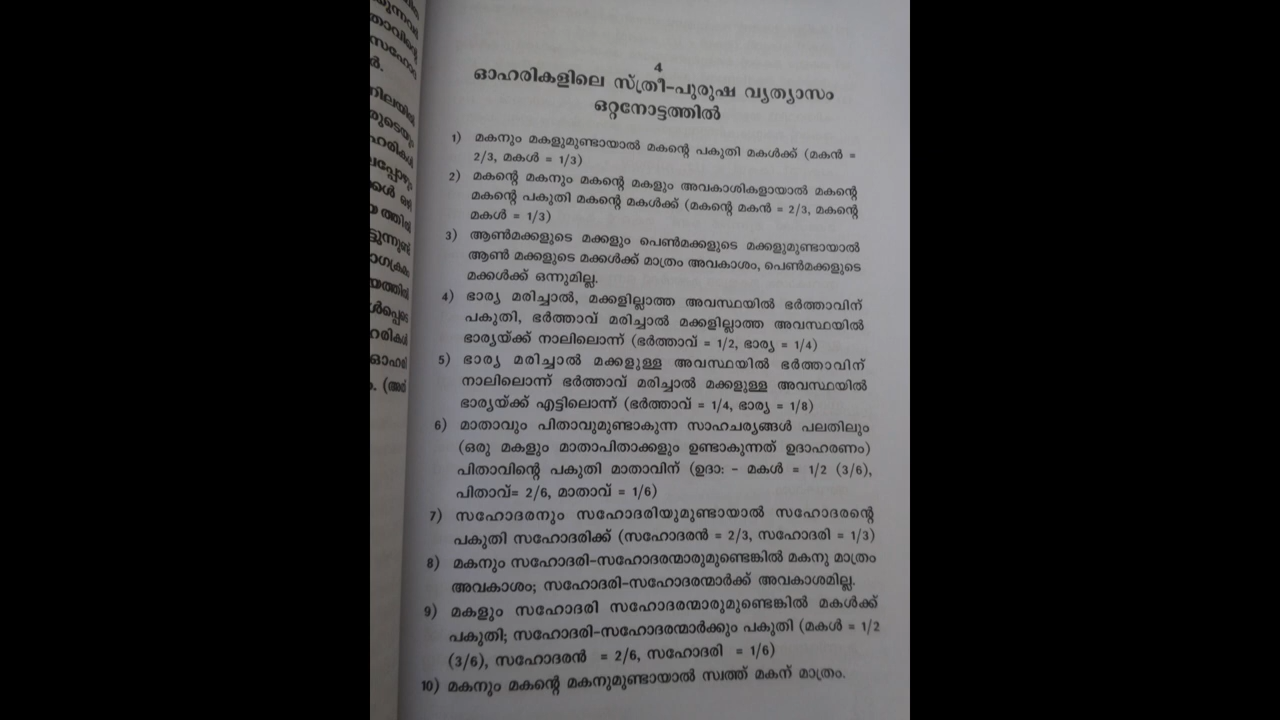 4
ഓഹരികളിലെ സ്ത്രീ-പുരുഷ വ്യത്യാസം
ഒറ്റനോട്ടത്തിൽ
1) മകനും മകളുമുണ്ടായാൽ മകന്റെ പകുതി മകൾക്ക് (മകൻ =
2/3, മകൾ = 1/3)
2) മകന്റെ മകനും മകന്റെ മകളും അവകാശികളായാൽ മകന്റെ
മകന്റെ പകുതി മകന്റെ മകൾക്ക് (മകന്റെ മകൻ = 2/3, മകന്റെ
മകൾ = 1/3)
3) ആൺമക്കളുടെ മക്കളും പെൺമക്കളുടെ മക്കളുമുണ്ടായാൽ
ആൺ മക്കളുടെ മക്കൾക്ക് മാത്രം അവകാശം, പെൺമക്കളുടെ
മക്കൾക്ക് ഒന്നുമില്ല.
4) ഭാര്യ മരിച്ചാൽ, മക്കളില്ലാത്ത അവസ്ഥയിൽ ഭർത്താവിന്
പകുതി, ഭർത്താവ് മരിച്ചാൽ മക്കളില്ലാത്ത അവസ്ഥയിൽ
ഭാര്യയ്ക്ക് നാലിലൊന്ന് (ഭർത്താവ് = 1/2, ഭാര്യ = 1/4)
5) ഭാര്യ മരിച്ചാൽ മക്കളുള്ള അവസ്ഥയിൽ ഭർത്താവിന്
നാലിലൊന്ന് ഭർത്താവ് മരിച്ചാൽ മക്കളുള്ള അവസ്ഥയിൽ
ഭാര്യയ്ക്ക് എട്ടിലൊന്ന് (ഭർത്താവ് = 1/4, ഭാര്യ = 1/8)
6) മാതാവും പിതാവുമുണ്ടാകുന്ന സാഹചര്യങ്ങൾ പലതിലും
(ഒരു മകളും മാതാപിതാക്കളും ഉണ്ടാകുന്നത് ഉദാഹരണം)
പിതാവിന്റെ പകുതി മാതാവിന് (ഉദാ: - മകൾ = 1/2 (3/6),
പിതാവ്= 2/6, മാതാവ് = 1/6)
7) സഹോദരനും സഹോദരിയുമുണ്ടായാൽ സഹോദരന്റെ
പകുതി സഹോദരിക്ക് (സഹോദരൻ = 2/3, സഹോദരി = 1/3)
8) മകനും സഹോദരി-സഹോദരന്മാരുമുണ്ടെങ്കിൽ മകനു മാത്രം
അവകാശം; സഹോദരി-സഹോദരന്മാർക്ക് അവകാശമില്ല.
9) മകളും സഹോദരി സഹോദരന്മാരുമുണ്ടെങ്കിൽ മകൾക്ക്
പകുതി; സഹോദരി-സഹോദരന്മാർക്കും പകുതി (മകൾ = 1/2
(3/6), സഹോദരൻ = 2/6, സഹോദരി = 1/6)
10) മകനും മകന്റെ മകനുമുണ്ടായാൽ സ്വത്ത് മകന് മാത്രം.